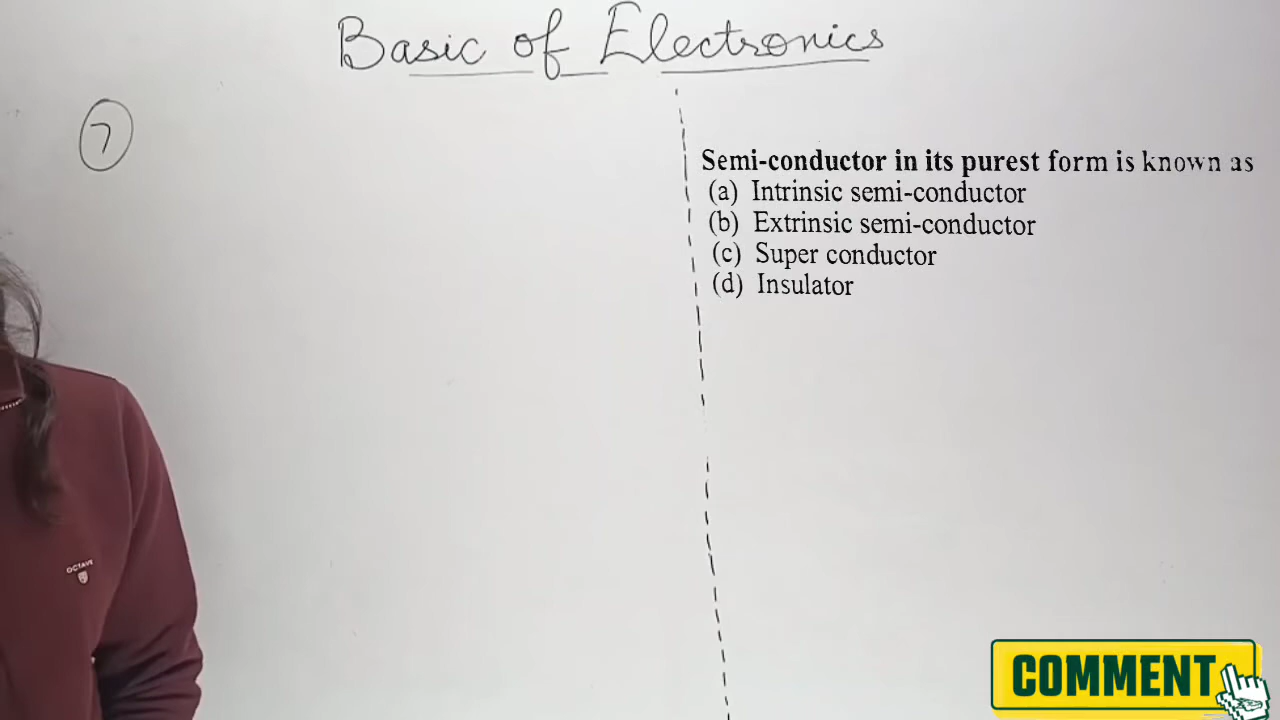 Basic of Electronics
7
Semi-conductor in its purest form is known as
(a) Intrinsic semi-conductor
(b) Extrinsic semi-conductor
(c) Super conductor
(d) Insulator
OCTAVE
COMMENT